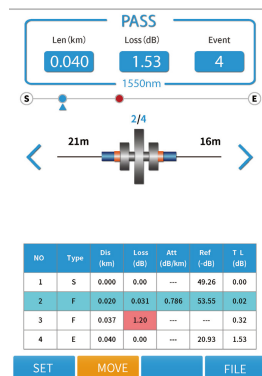 PASS
Len(km) Loss(dB) Event
0.040 1.53 4
1550nm
S E
2/4
21m 16m
NO Type Dis (km) Loss (dB) Att (dB/km) Ref (-dB) T L (dB)
1 S 0.000 0.00 --- 49.26 0.00
2 F 0.020 0.031 0.786 53.55 0.02
3 F 0.037 1.20 --- --- 0.32
4 E 0.040 0.00 --- 20.93 1.53
SET MOVE FILE